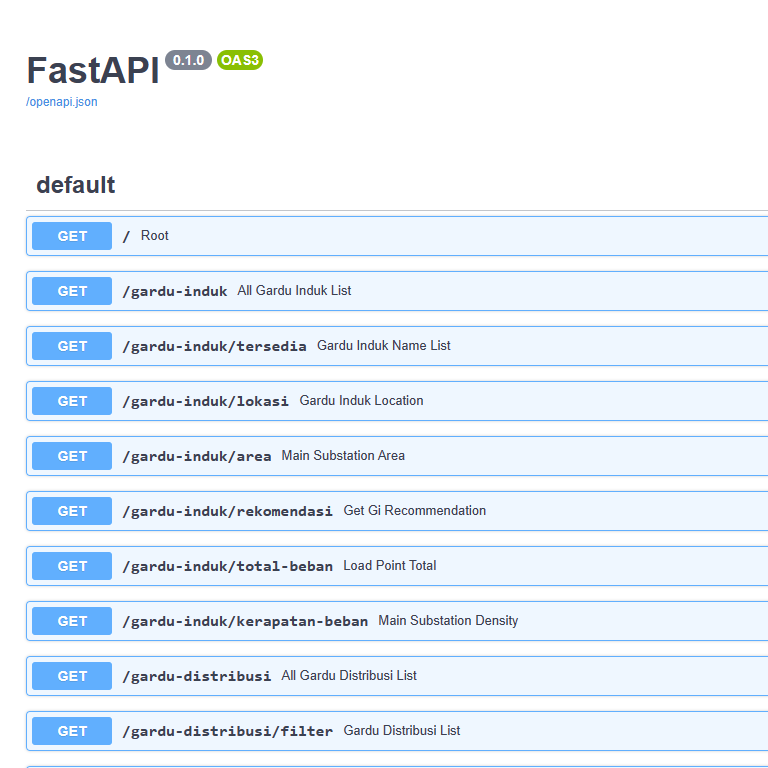 FastAPI 0.1.0 OAS3
/openapi.json
default
GET / Root
GET /gardu-induk All Gardu Induk List
GET /gardu-induk/tersedia Gardu Induk Name List
GET /gardu-induk/lokasi Gardu Induk Location
GET /gardu-induk/area Main Substation Area
GET /gardu-induk/rekomendasi Get Gi Recommendation
GET /gardu-induk/total-beban Load Point Total
GET /gardu-induk/kerapatan-beban Main Substation Density
GET /gardu-distribusi All Gardu Distribusi List
GET /gardu-distribusi/filter Gardu Distribusi List